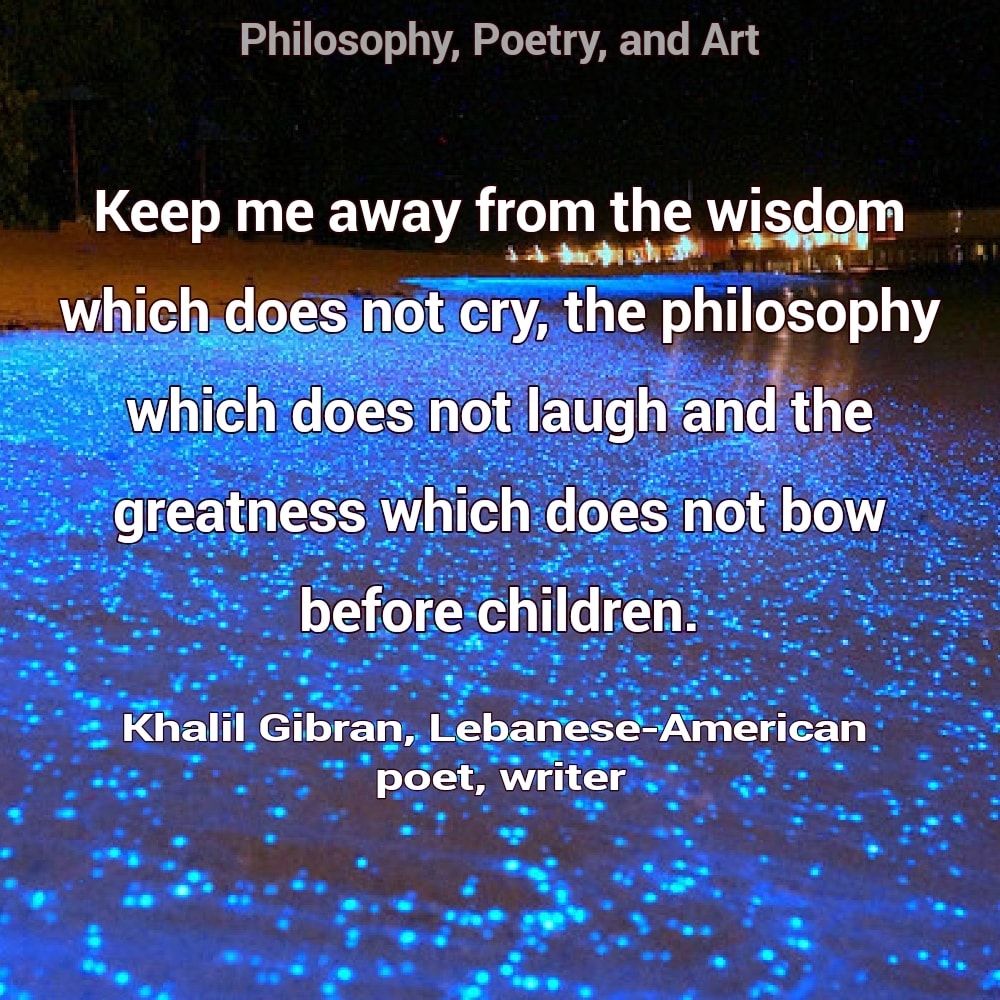 Philosophy, Poetry, and Art
Keep me away from the wisdom
which does not cry, the philosophy
which does not laugh and the
greatness which does not bow
before children.
Khalil Gibran, Lebanese-American
poet, writer